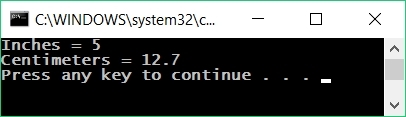 C:\WINDOWS\system32\c...
Inches = 5
Centimeters = 12.7
Press any key to continue . . .